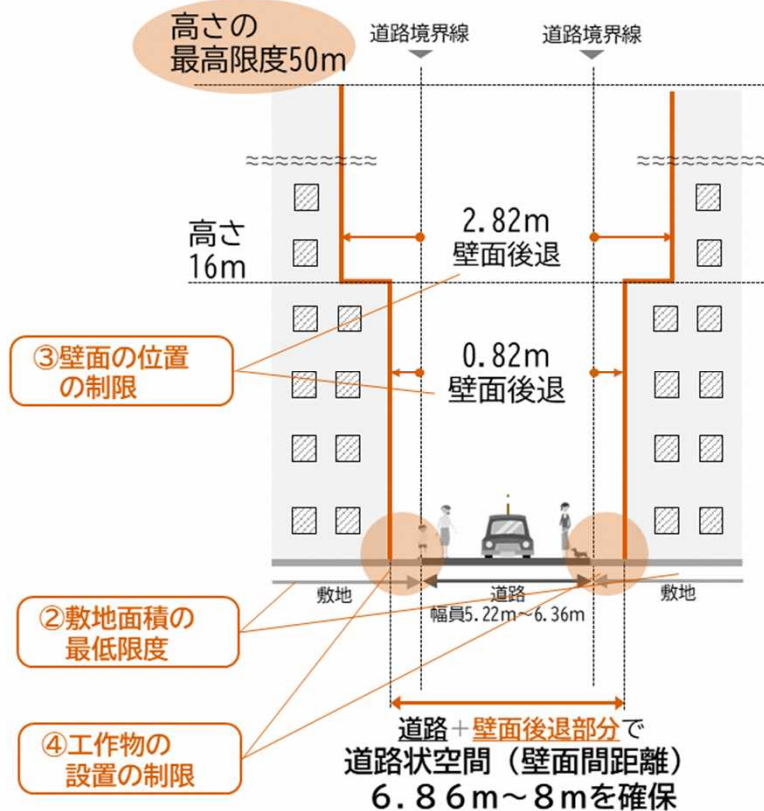 高さの
最高限度50m
道路境界線
道路境界線
高さ
16m
2.82m
壁面後退
③壁面の位置
の制限
0.82m
壁面後退
敷地
道路
幅員5.22m～6.36m
敷地
②敷地面積の
最低限度
④工作物の
設置の制限
道路+壁面後退部分で
道路状空間（壁面間距離）
6.86m～8mを確保